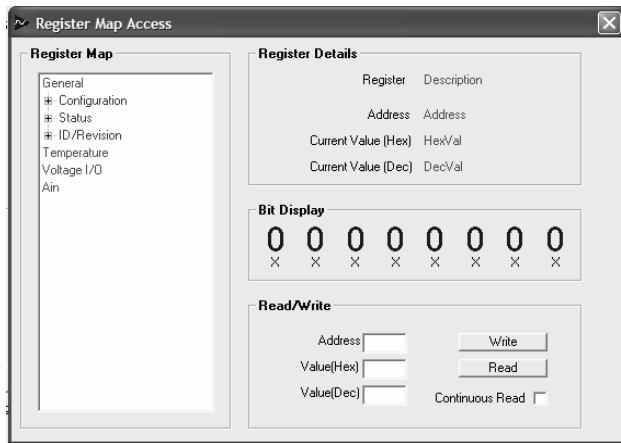 Register Map Access
Register Map
General
Configuration
Status
ID/Revision
Temperature
Voltage I/O
Ain
Register Details
Register Description
Address Address
Current Value (Hex) HexVal
Current Value (Dec) DecVal
Bit Display
0 0 0 0 0 0 0 0
X X X X X X X X
Read/Write
Address
Write
Value(Hex)
Read
Value(Dec)
Continuous Read